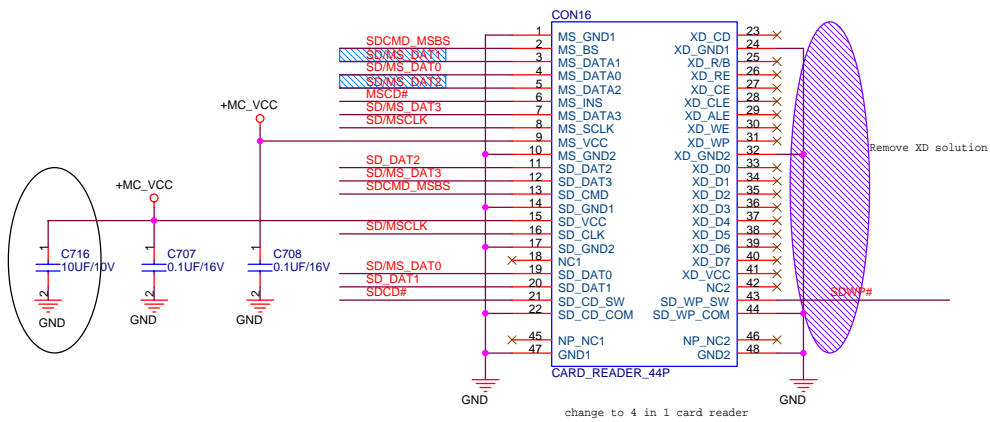 CON16
1 MS_GND1 XD_CD 23
SDCMD_MSBS 2 MS_BS XD_GND1 24
SD/MS_DAT1 3 MS_DATA1 XD_R/B 25
SD/MS_DAT0 4 MS_DATA0 XD_RE 26
SD/MS_DAT2 5 MS_DATA2 XD_CE 27
MSCD# 6 MS_INS XD_CLE 28
SD/MS_DAT3 7 MS_DATA3 XD_ALE 29
SD/MSCLK 8 MS_SCLK XD_WE 30
+MC_VCC 9 MS_VCC XD_WP 31
10 MS_GND2 XD_GND2 32
Remove XD solution
SD_DAT2 11 SD_DAT2 XD_D0 33
SD/MS_DAT3 12 SD_DAT3 XD_D1 34
SDCMD_MSBS 13 SD_CMD XD_D2 35
14 SD_GND1 XD_D3 36
+MC_VCC 15 SD_VCC XD_D4 37
SD/MSCLK 16 SD_CLK XD_D5 38
17 SD_GND2 XD_D6 39
18 NC1 XD_D7 40
SD/MS_DAT0 19 SD_DAT0 XD_VCC 41
SD_DAT1 20 SD_DAT1 NC2 42
SDCD# 21 SD_CD_SW SD_WP_SW 43 SDWP#
22 SD_CD_COM SD_WP_COM 44
45 NP_NC1 NP_NC2 46
47 GND1 GND2 48
CARD_READER_44P
1 C716 10UF/10V 2 GND
1 C707 0.1UF/16V 2 GND
1 C708 0.1UF/16V 2 GND
GND
GND
change to 4 in 1 card reader